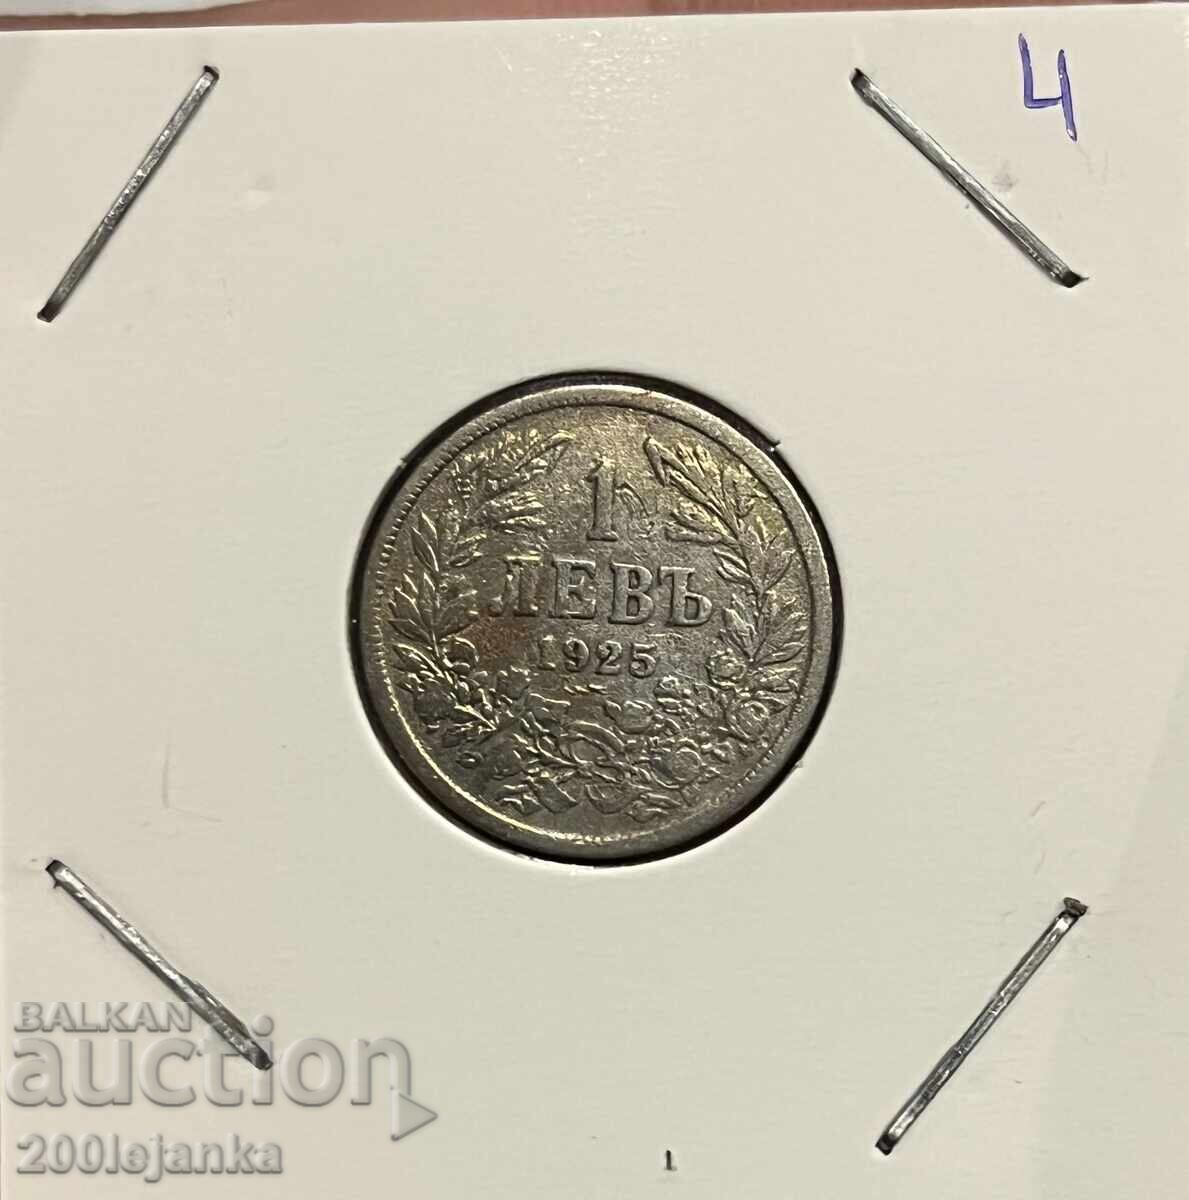 4
1
ЛЕВЪ
1925
BALKAN
auction
200lejanka